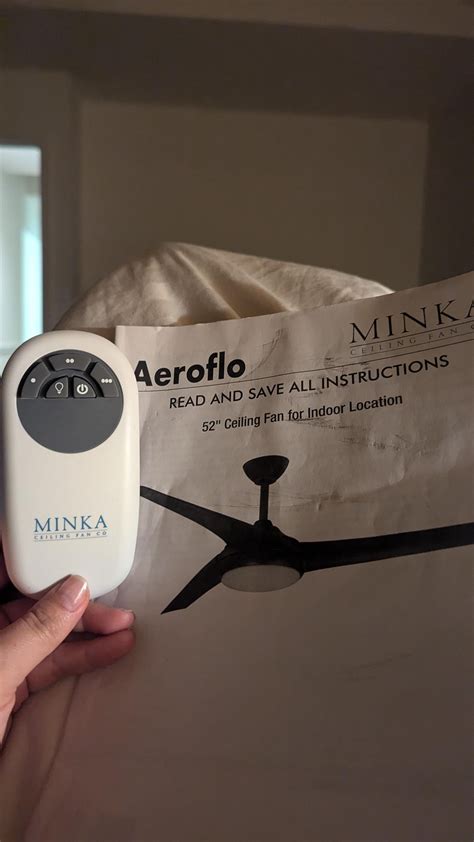 MINKA
CEILING FAN CO
Aeroflo
READ AND SAVE ALL INSTRUCTIONS
52" Ceiling Fan for Indoor Location
MINKA
CEILING FAN CO